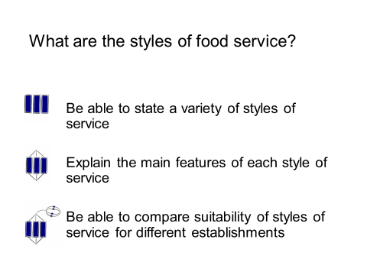 What are the styles of food service?
Be able to state a variety of styles of
service
Explain the main features of each style of
service
Be able to compare suitability of styles of
service for different establishments